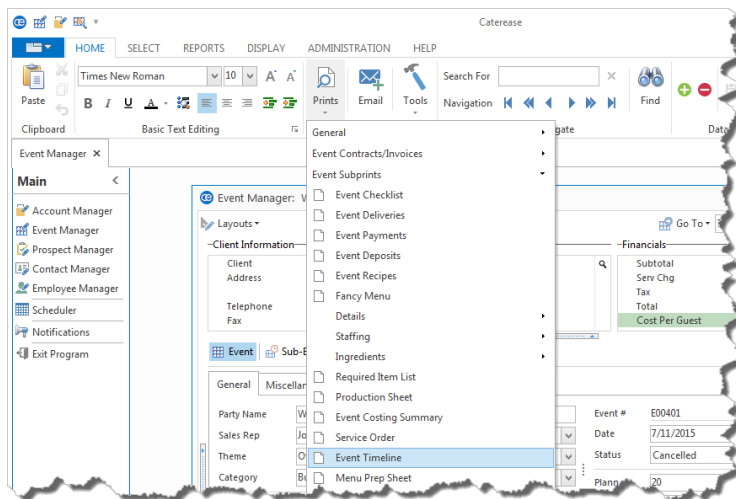 Caterease
HOME SELECT REPORTS DISPLAY ADMINISTRATION HELP
Times New Roman 10 A A Search For
Paste B I U A Prints Email Tools Navigation Find
Clipboard Basic Text Editing gate Data
Event Manager X
Main
Account Manager
Event Manager
Prospect Manager
Contact Manager
Employee Manager
Scheduler
Notifications
Exit Program
General
Event Contracts/Invoices
Event Subprints
Event Checklist
Event Deliveries
Event Payments
Event Deposits
Event Recipes
Fancy Menu
Details
Staffing
Ingredients
Required Item List
Production Sheet
Event Costing Summary
Service Order
Event Timeline
Menu Prep Sheet
Event Manager:
Layouts Go To
Client Information Financials
Client Subtotal
Address Serv Chg
Tax
Telephone Total
Fax Cost Per Guest
Event
General
Party Name Event # E00401
Sales Rep Date 7/11/2015
Theme Status Cancelled
Category 20